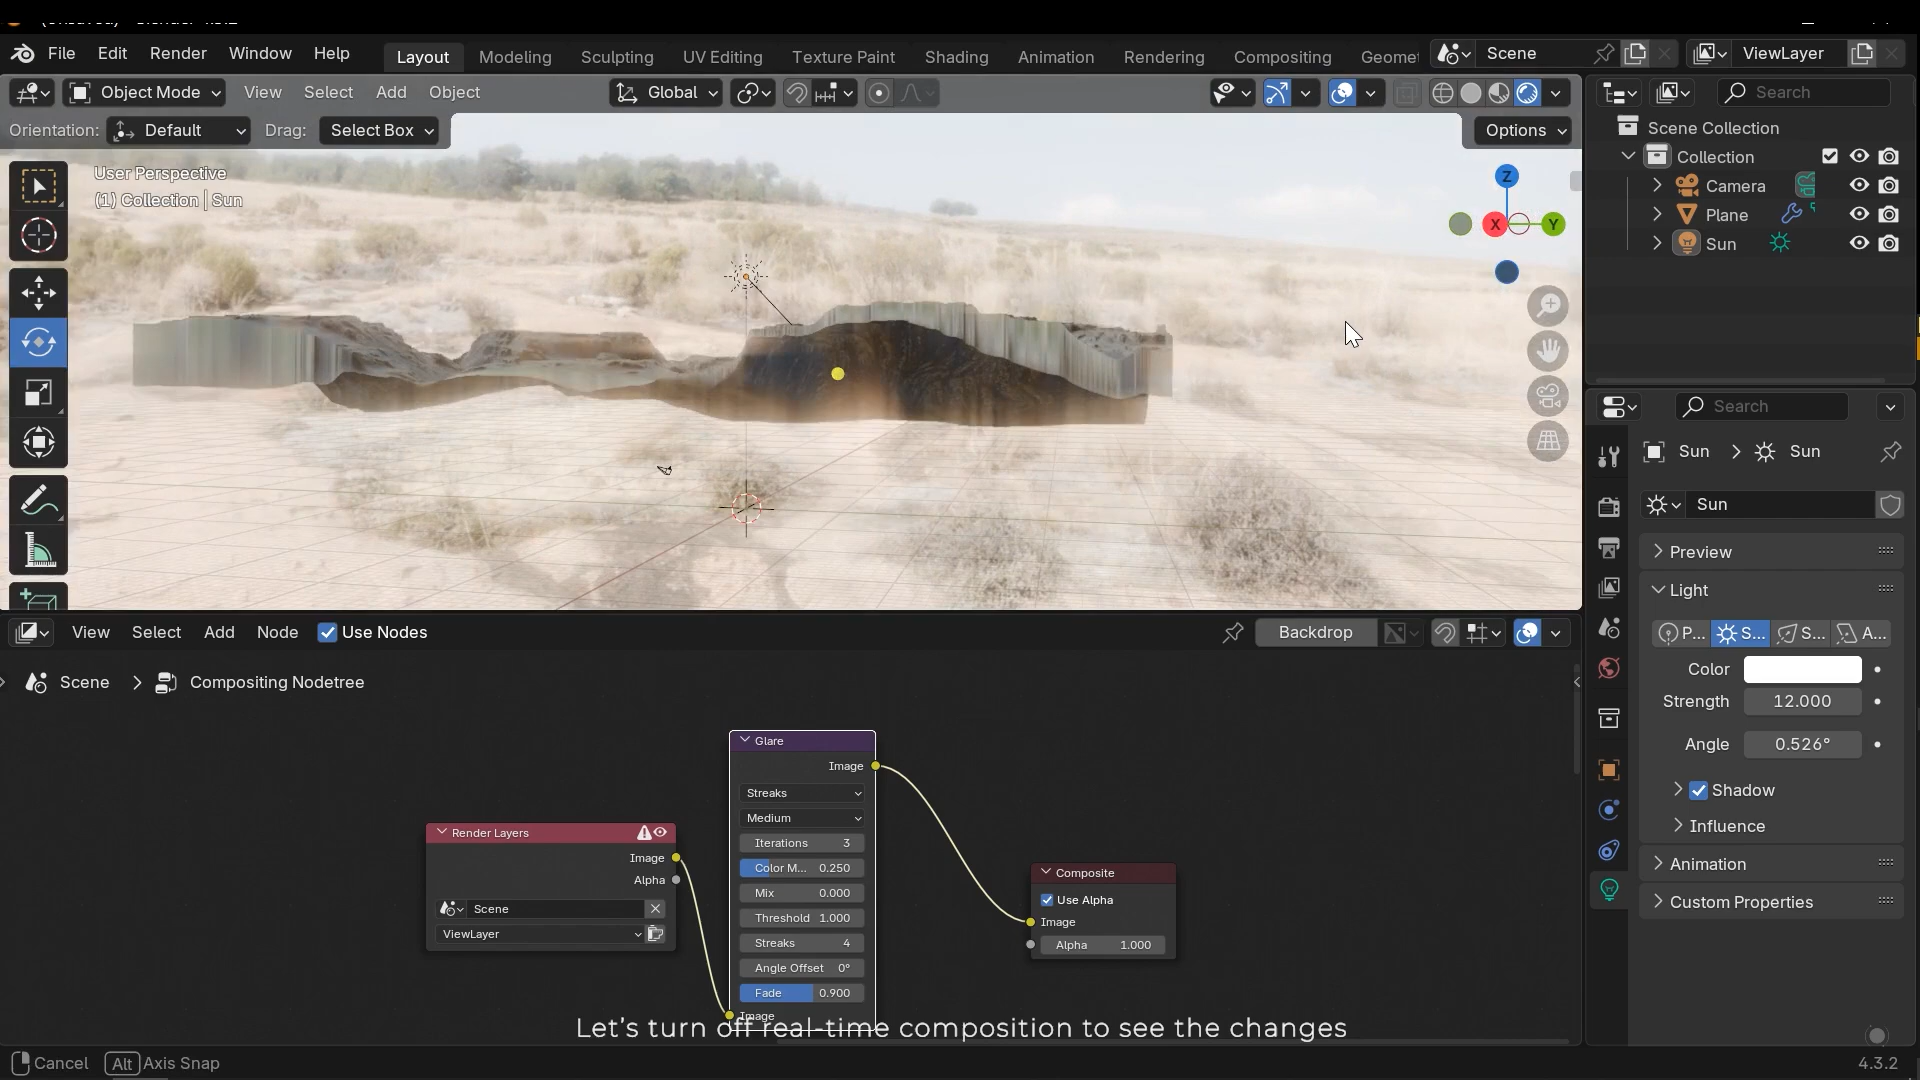 File Edit Render Window Help
Layout Modeling Sculpting UV Editing Texture Paint Shading Animation Rendering Compositing Geomet
Scene ViewLayer
Object Mode View Select Add Object Global
Search
Orientation: Default Drag: Select Box Options
Scene Collection
Collection
Camera
Plane
Sun
User Perspective
(1) Collection | Sun
Z
X
Y
Search
Sun > Sun
Sun
Preview
Light
P... S... S... A...
Color
Strength 12.000
Angle 0.526°
Shadow
Influence
Animation
Custom Properties
View Select Add Node Use Nodes Backdrop
Scene > Compositing Nodetree
Render Layers
Image
Alpha
Scene
ViewLayer
Glare
Image
Streaks
Medium
Iterations 3
Color M... 0.250
Mix 0.000
Threshold 1.000
Streaks 4
Angle Offset 0°
Fade 0.900
Image
Composite
Use Alpha
Image
Alpha 1.000
Let's turn off real-time composition to see the changes
Cancel Alt Axis Snap
4.3.2